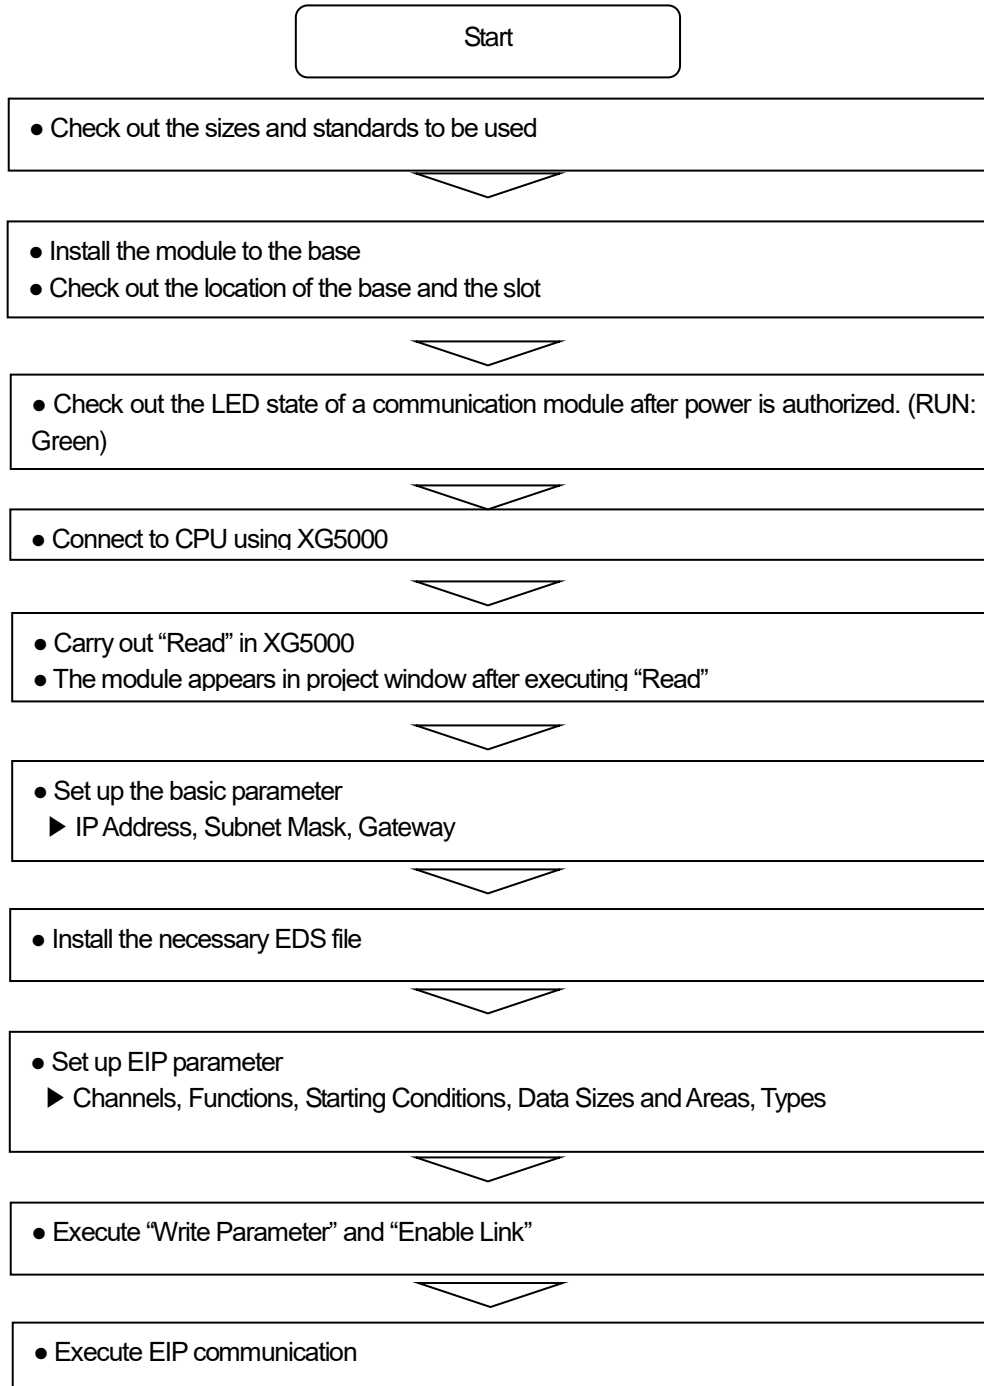 Start
● Check out the sizes and standards to be used
● Install the module to the base
● Check out the location of the base and the slot
● Check out the LED state of a communication module after power is authorized. (RUN:
Green)
● Connect to CPU using XG5000
● Carry out “Read” in XG5000
● The module appears in project window after executing “Read”
● Set up the basic parameter
▶ IP Address, Subnet Mask, Gateway
● Install the necessary EDS file
● Set up EIP parameter
▶ Channels, Functions, Starting Conditions, Data Sizes and Areas, Types
● Execute “Write Parameter” and “Enable Link”
● Execute EIP communication